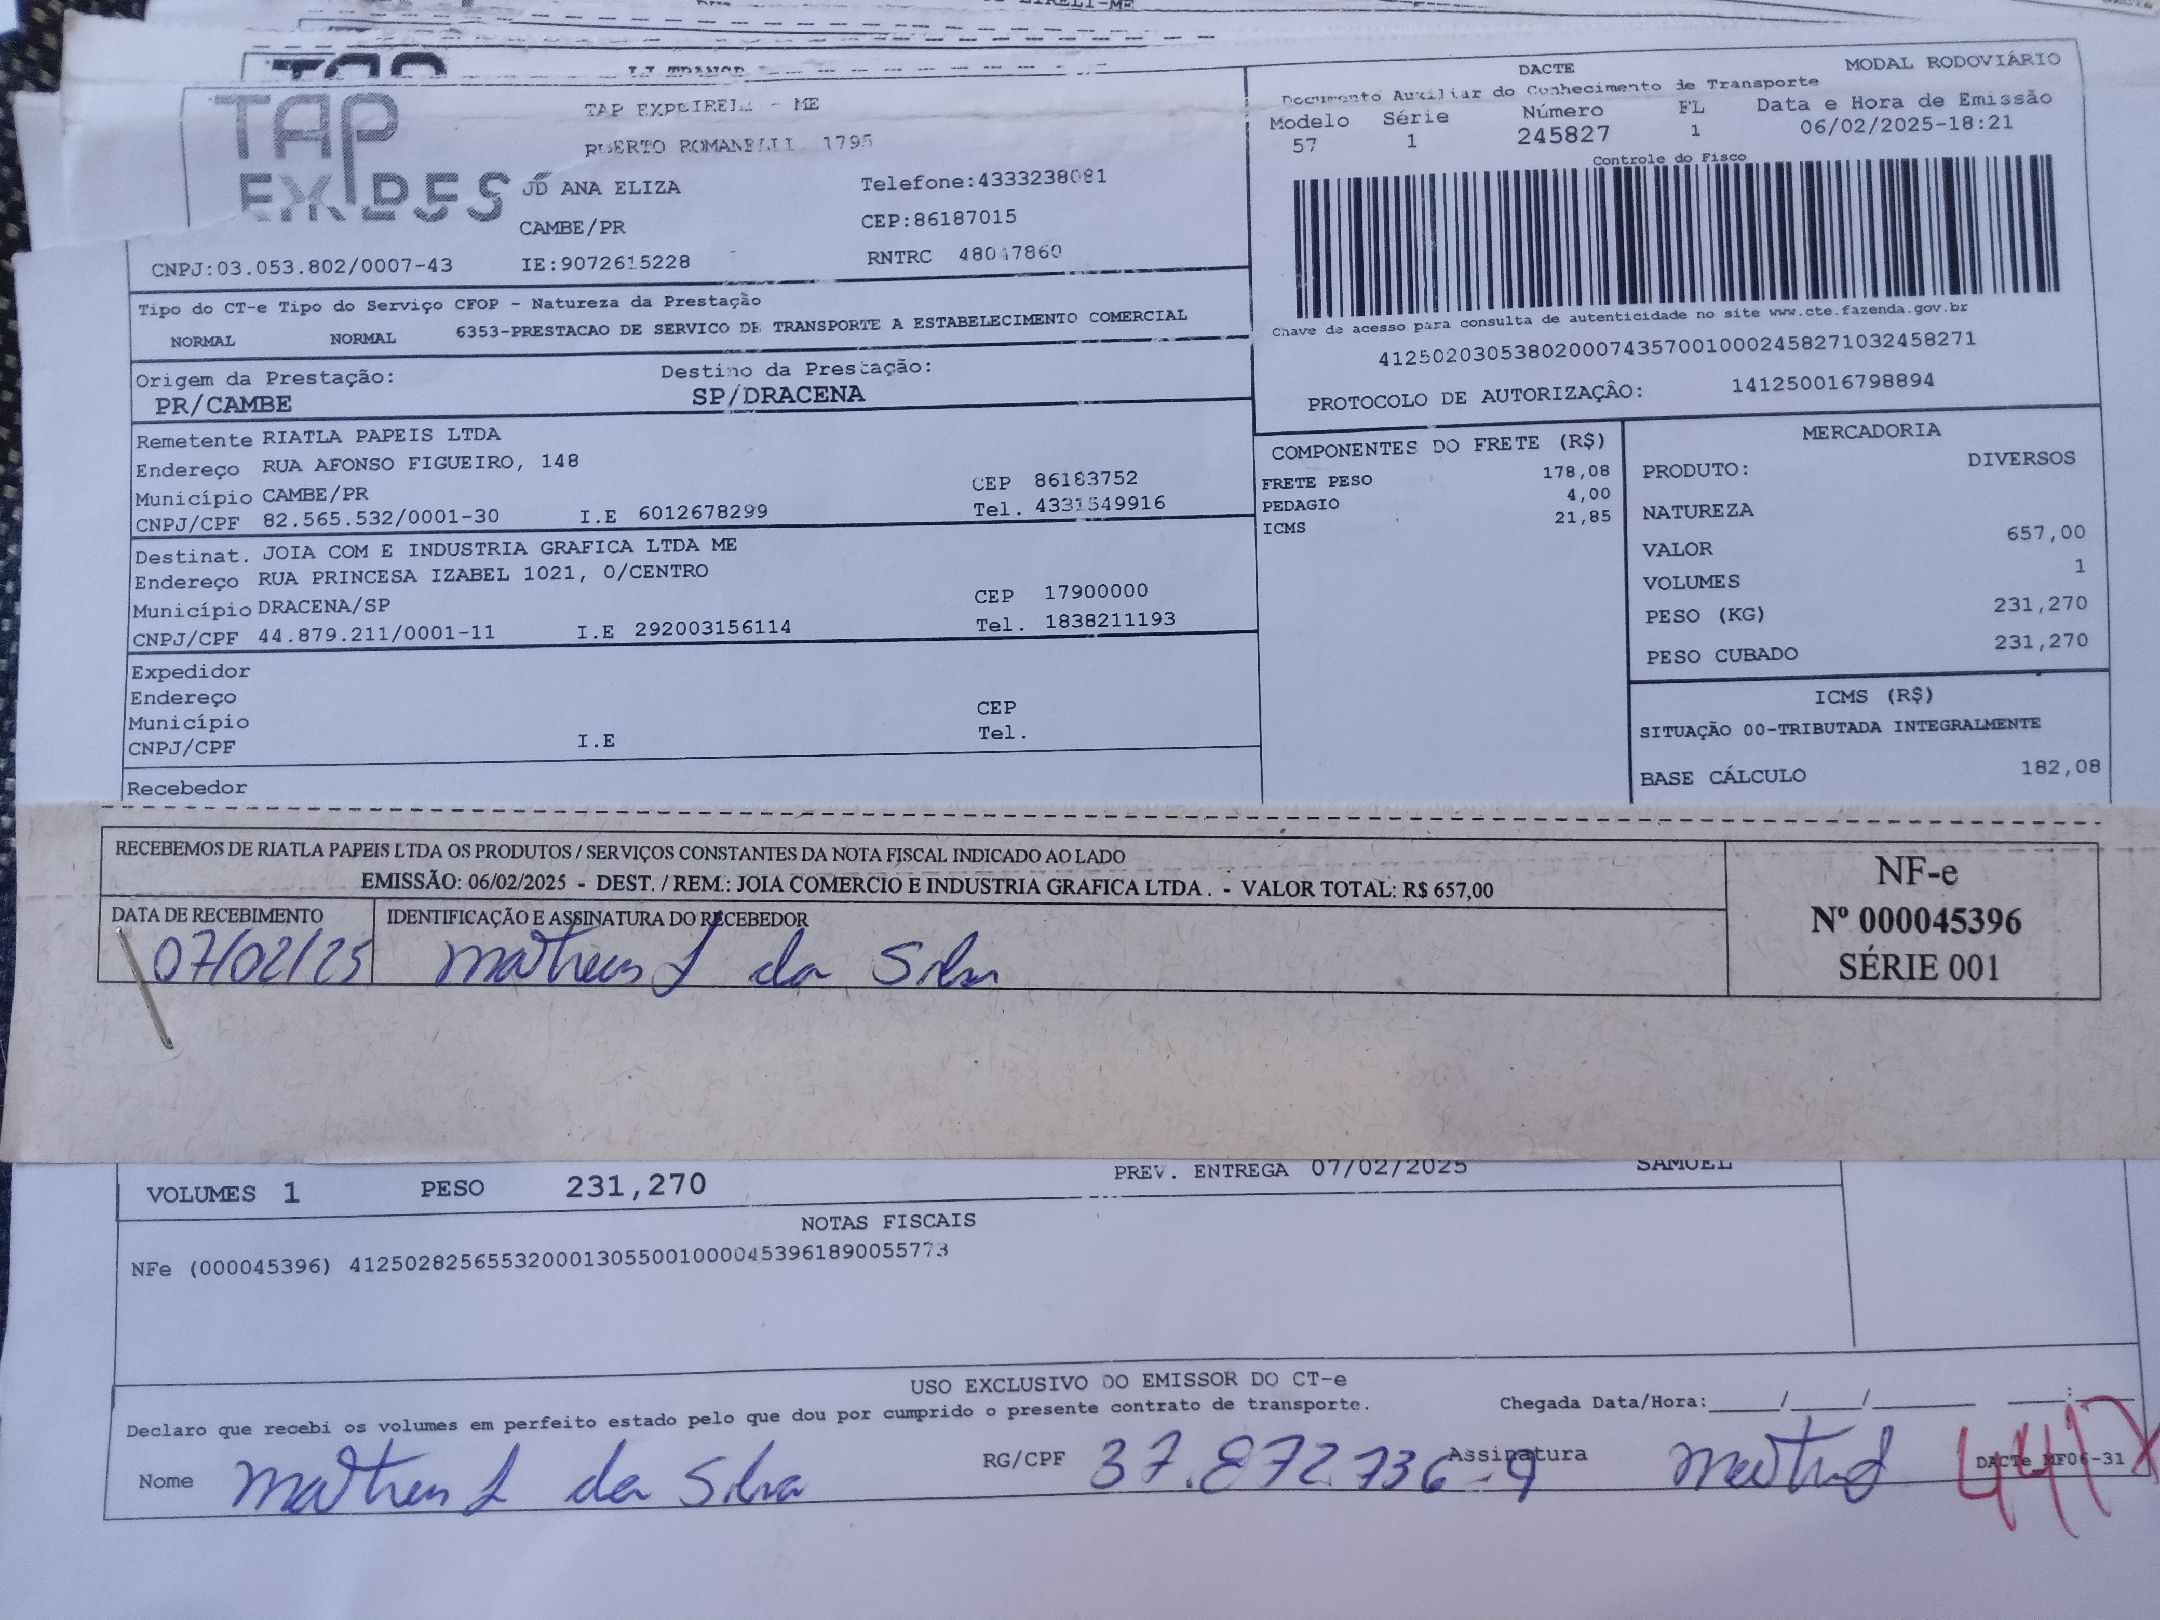 TAP
EXPRES
TAP EXP EIRELI - ME
ROBERTO ROMANELLI, 1795
JD ANA ELIZA
Telefone:4333238081
CAMBE/PR
CEP:86187015
CNPJ:03.053.802/0007-43 IE:9072615228
RNTRC 48047860
DACTE
MODAL RODOVIÁRIO
Documento Auxiliar do Conhecimento de Transporte
Modelo Série Número FL Data e Hora de Emissão
57 1 245827 1 06/02/2025-18:21
Controle do Fisco
Chave de acesso para consulta de autenticidade no site www.cte.fazenda.gov.br
41250203053802000743570010002458271032458271
PROTOCOLO DE AUTORIZAÇÃO: 141250016798894
Tipo do CT-e Tipo do Serviço CFOP - Natureza da Prestação
NORMAL NORMAL 6353-PRESTACAO DE SERVICO DE TRANSPORTE A ESTABELECIMENTO COMERCIAL
Origem da Prestação: Destino da Prestação:
PR/CAMBE SP/DRACENA
Remetente RIATLA PAPEIS LTDA
Endereço RUA AFONSO FIGUEIRO, 148
Município CAMBE/PR CEP 86183752
CNPJ/CPF 82.565.532/0001-30 I.E 6012678299 Tel. 4331549916
Destinat. JOIA COM E INDUSTRIA GRAFICA LTDA ME
Endereço RUA PRINCESA IZABEL 1021, 0/CENTRO
Município DRACENA/SP CEP 17900000
CNPJ/CPF 44.879.211/0001-11 I.E 292003156114 Tel. 1838211193
Expedidor
Endereço
Município CEP
CNPJ/CPF I.E Tel.
Recebedor
COMPONENTES DO FRETE (R$)
FRETE PESO 178,08
PEDAGIO 4,00
ICMS 21,85
MERCADORIA
PRODUTO: DIVERSOS
NATUREZA
VALOR 657,00
VOLUMES 1
PESO (KG) 231,270
PESO CUBADO 231,270
ICMS (R$)
SITUAÇÃO 00-TRIBUTADA INTEGRALMENTE
BASE CÁLCULO 182,08
RECEBEMOS DE RIATLA PAPEIS LTDA OS PRODUTOS / SERVIÇOS CONSTANTES DA NOTA FISCAL INDICADO AO LADO
EMISSÃO: 06/02/2025 - DEST. / REM.: JOIA COMERCIO E INDUSTRIA GRAFICA LTDA . - VALOR TOTAL: R$ 657,00
DATA DE RECEBIMENTO IDENTIFICAÇÃO E ASSINATURA DO RECEBEDOR
07/02/25 Matheus S da Silva
NF-e
Nº 000045396
SÉRIE 001
VOLUMES 1 PESO 231,270 PREV. ENTREGA 07/02/2025 SAMUEL
NOTAS FISCAIS
NFe (000045396) 41250282565532000130550010000453961890055773
USO EXCLUSIVO DO EMISSOR DO CT-e
Declaro que recebi os volumes em perfeito estado pelo que dou por cumprido o presente contrato de transporte. Chegada Data/Hora:_____/_____/_______ ___:___
Nome Matheus S da Silva RG/CPF 37.872.736-9 Assinatura
DACTe MF06-31